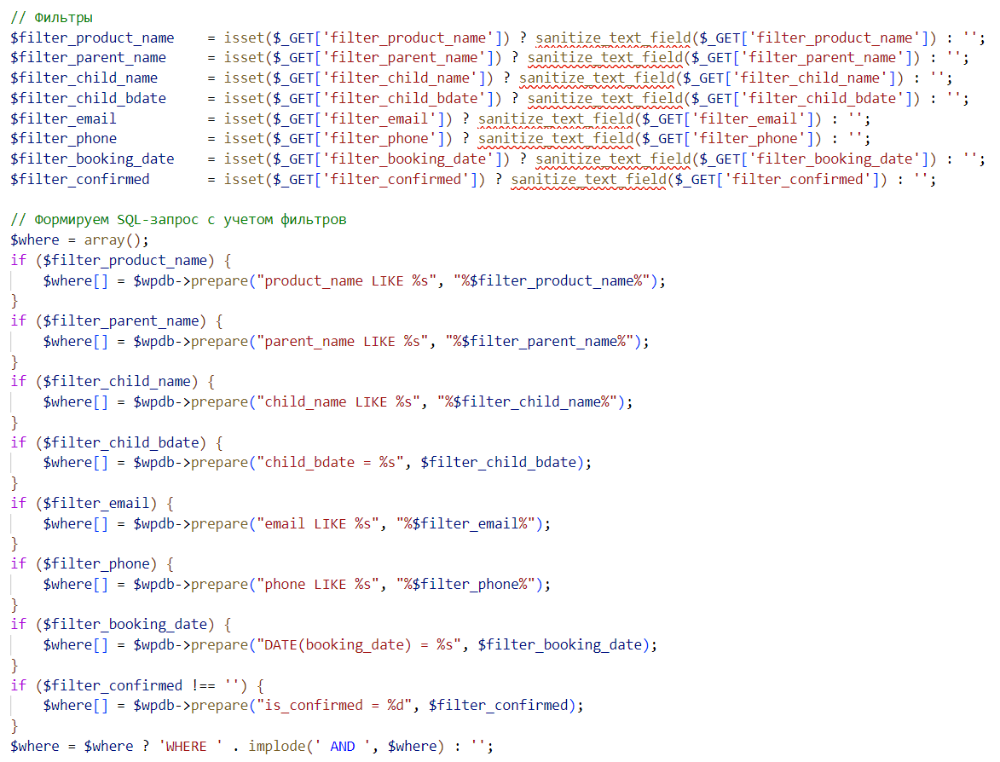 // Фильтры
$filter_product_name    = isset($_GET['filter_product_name']) ? sanitize_text_field($_GET['filter_product_name']) : '';
$filter_parent_name     = isset($_GET['filter_parent_name']) ? sanitize_text_field($_GET['filter_parent_name']) : '';
$filter_child_name      = isset($_GET['filter_child_name']) ? sanitize_text_field($_GET['filter_child_name']) : '';
$filter_child_bdate     = isset($_GET['filter_child_bdate']) ? sanitize_text_field($_GET['filter_child_bdate']) : '';
$filter_email           = isset($_GET['filter_email']) ? sanitize_text_field($_GET['filter_email']) : '';
$filter_phone           = isset($_GET['filter_phone']) ? sanitize_text_field($_GET['filter_phone']) : '';
$filter_booking_date    = isset($_GET['filter_booking_date']) ? sanitize_text_field($_GET['filter_booking_date']) : '';
$filter_confirmed       = isset($_GET['filter_confirmed']) ? sanitize_text_field($_GET['filter_confirmed']) : '';

// Формируем SQL-запрос с учетом фильтров
$where = array();
if ($filter_product_name) {
    $where[] = $wpdb->prepare("product_name LIKE %s", "%$filter_product_name%");
}
if ($filter_parent_name) {
    $where[] = $wpdb->prepare("parent_name LIKE %s", "%$filter_parent_name%");
}
if ($filter_child_name) {
    $where[] = $wpdb->prepare("child_name LIKE %s", "%$filter_child_name%");
}
if ($filter_child_bdate) {
    $where[] = $wpdb->prepare("child_bdate = %s", $filter_child_bdate);
}
if ($filter_email) {
    $where[] = $wpdb->prepare("email LIKE %s", "%$filter_email%");
}
if ($filter_phone) {
    $where[] = $wpdb->prepare("phone LIKE %s", "%$filter_phone%");
}
if ($filter_booking_date) {
    $where[] = $wpdb->prepare("DATE(booking_date) = %s", $filter_booking_date);
}
if ($filter_confirmed !== '') {
    $where[] = $wpdb->prepare("is_confirmed = %d", $filter_confirmed);
}
$where = $where ? 'WHERE ' . implode(' AND ', $where) : '';